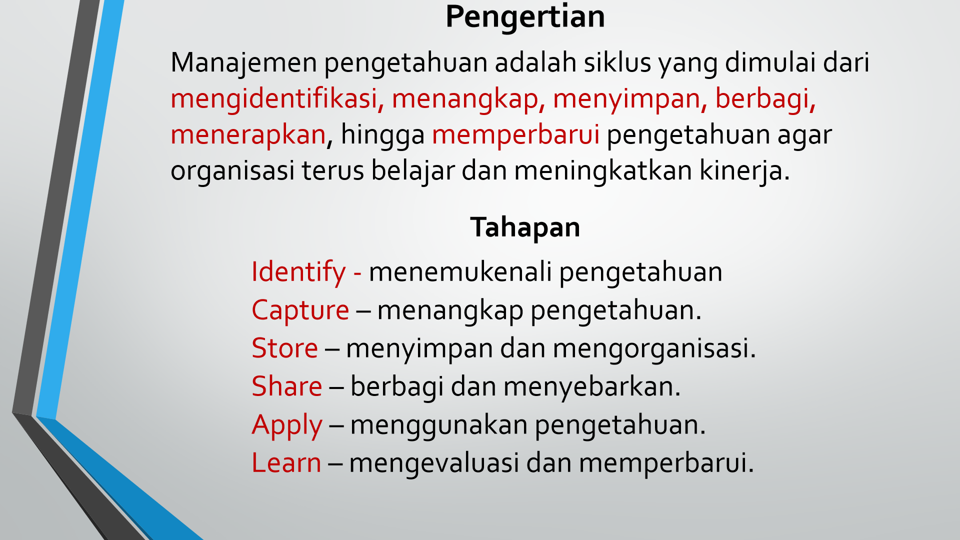 Pengertian
Manajemen pengetahuan adalah siklus yang dimulai dari
mengidentifikasi, menangkap, menyimpan, berbagi,
menerapkan, hingga memperbarui pengetahuan agar
organisasi terus belajar dan meningkatkan kinerja.
Tahapan
Identify - menemukenali pengetahuan
Capture – menangkap pengetahuan.
Store – menyimpan dan mengorganisasi.
Share – berbagi dan menyebarkan.
Apply – menggunakan pengetahuan.
Learn – mengevaluasi dan memperbarui.